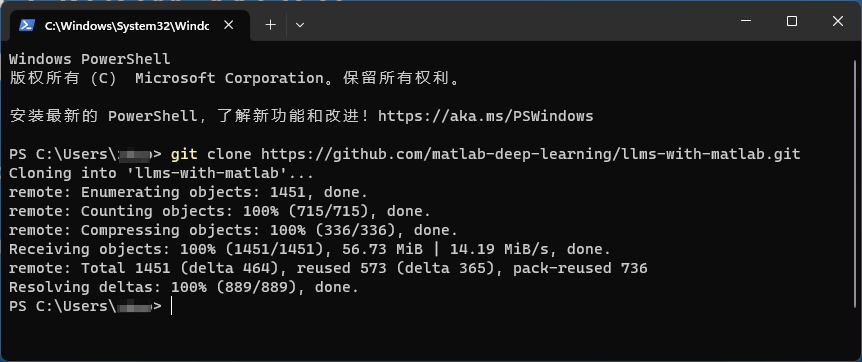 C:\Windows\System32\Windc
Windows PowerShell
版权所有 (C) Microsoft Corporation。保留所有权利。
安装最新的 PowerShell，了解新功能和改进！https://aka.ms/PSWindows
PS C:\Users\> git clone https://github.com/matlab-deep-learning/llms-with-matlab.git
Cloning into 'llms-with-matlab'...
remote: Enumerating objects: 1451, done.
remote: Counting objects: 100% (715/715), done.
remote: Compressing objects: 100% (336/336), done.
Receiving objects: 100% (1451/1451), 56.73 MiB | 14.19 MiB/s, done.
remote: Total 1451 (delta 464), reused 573 (delta 365), pack-reused 736
Resolving deltas: 100% (889/889), done.
PS C:\Users\>